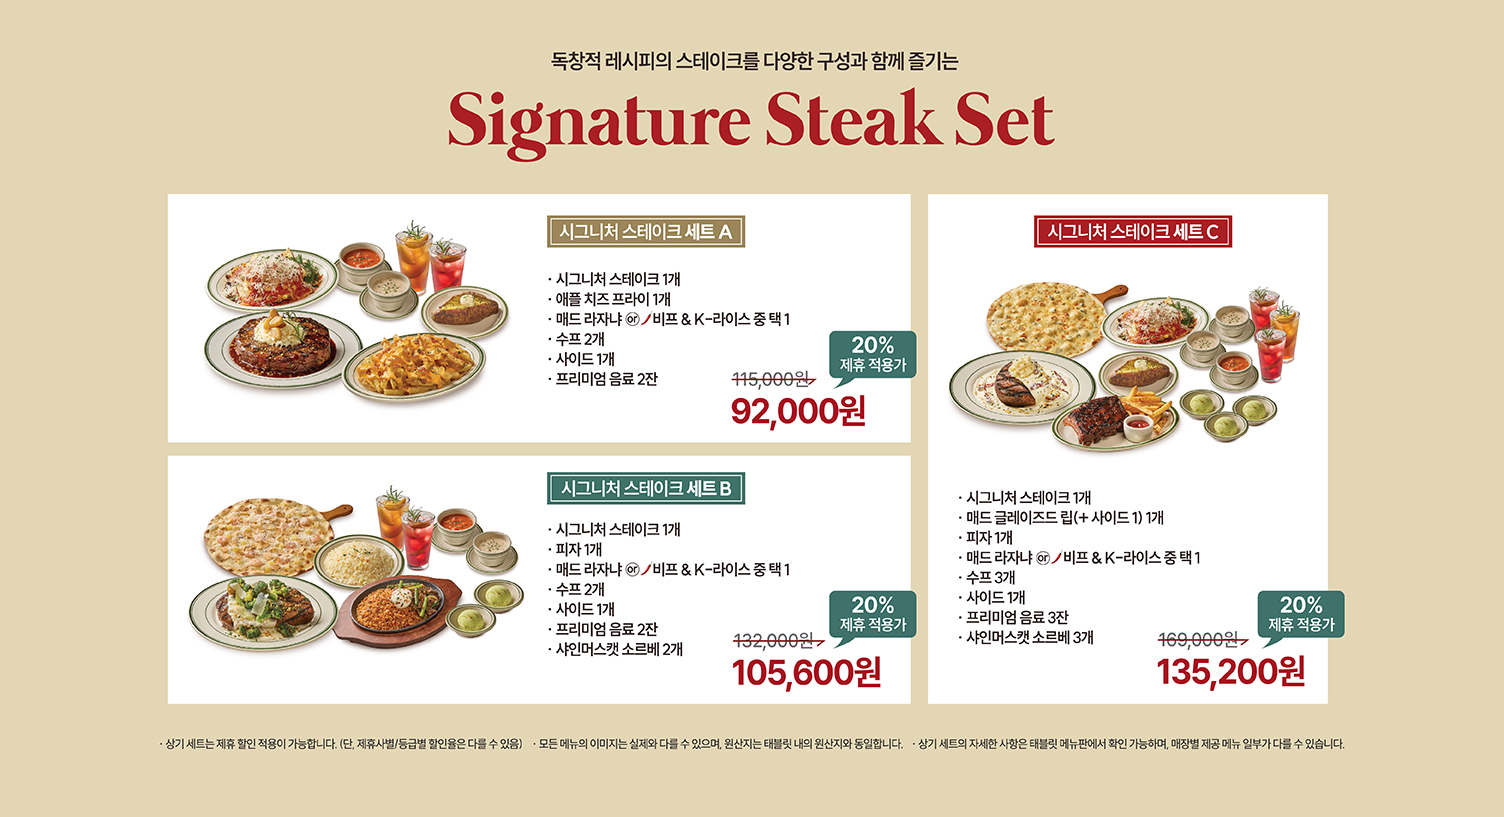 독창적 레시피의 스테이크를 다양한 구성과 함께 즐기는
Signature Steak Set
시그니처 스테이크 세트 A
· 시그니처 스테이크 1개
· 애플 치즈 프라이 1개
· 매드 라자냐 or 비프 & K-라이스 중 택 1
· 수프 2개
· 사이드 1개
· 프리미엄 음료 2잔
20%
제휴 적용가
115,000원
92,000원
시그니처 스테이크 세트 B
· 시그니처 스테이크 1개
· 피자 1개
· 매드 라자냐 or 비프 & K-라이스 중 택 1
· 수프 2개
· 사이드 1개
· 프리미엄 음료 2잔
· 샤인머스캣 소르베 2개
20%
제휴 적용가
132,000원
105,600원
시그니처 스테이크 세트 C
· 시그니처 스테이크 1개
· 매드 글레이즈드 립(+ 사이드 1) 1개
· 피자 1개
· 매드 라자냐 or 비프 & K-라이스 중 택 1
· 수프 3개
· 사이드 1개
· 프리미엄 음료 3잔
· 샤인머스캣 소르베 3개
20%
제휴 적용가
169,000원
135,200원
· 상기 세트는 제휴 할인 적용이 가능합니다. (단, 제휴사별/등급별 할인율은 다를 수 있음) · 모든 메뉴의 이미지는 실제와 다를 수 있으며, 원산지는 태블릿 내의 원산지와 동일합니다. · 상기 세트의 자세한 사항은 태블릿 메뉴판에서 확인 가능하며, 매장별 제공 메뉴 일부가 다를 수 있습니다.